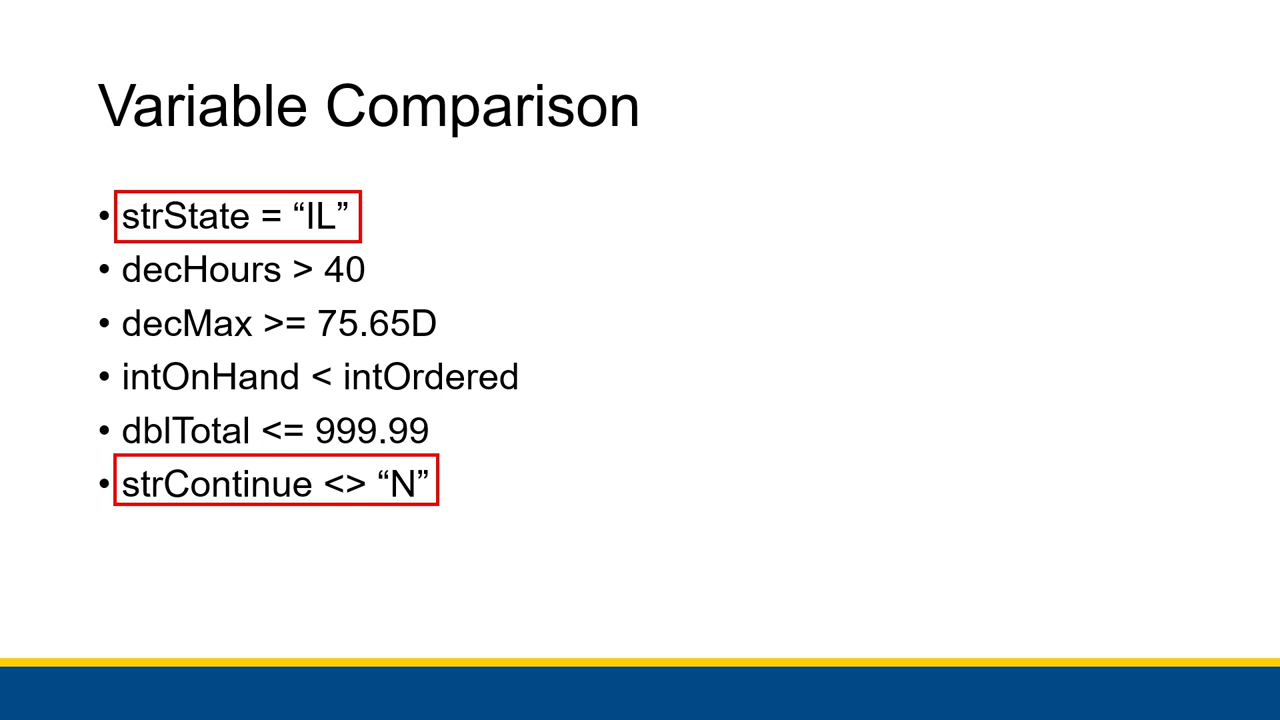 Variable Comparison
• strState = “IL”
• decHours > 40
• decMax >= 75.65D
• intOnHand < intOrdered
• dblTotal <= 999.99
• strContinue <> “N”